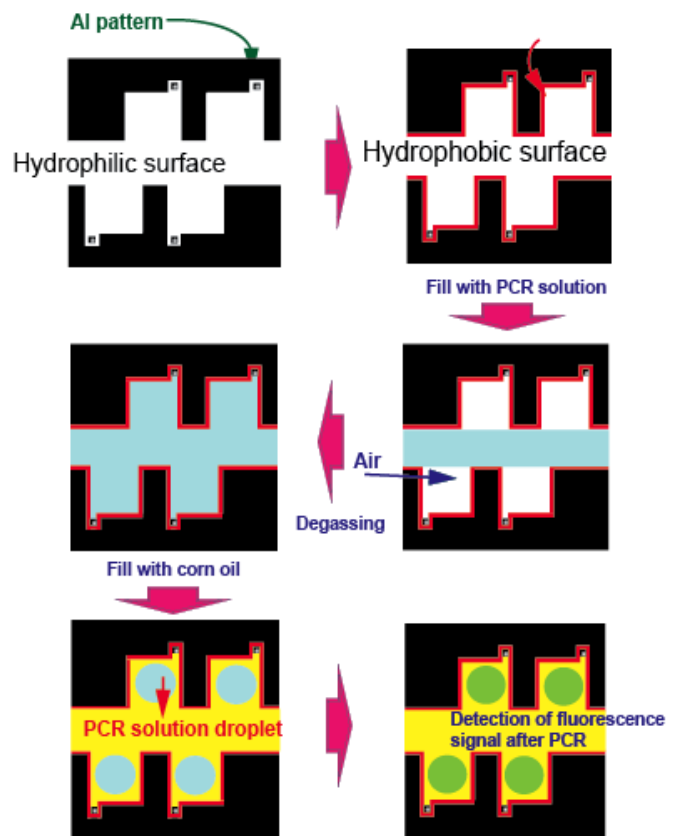 Al pattern
Hydrophilic surface
Hydrophobic surface
Fill with PCR solution
Air
Degassing
Fill with corn oil
PCR solution droplet
Detection of fluorescence
signal after PCR